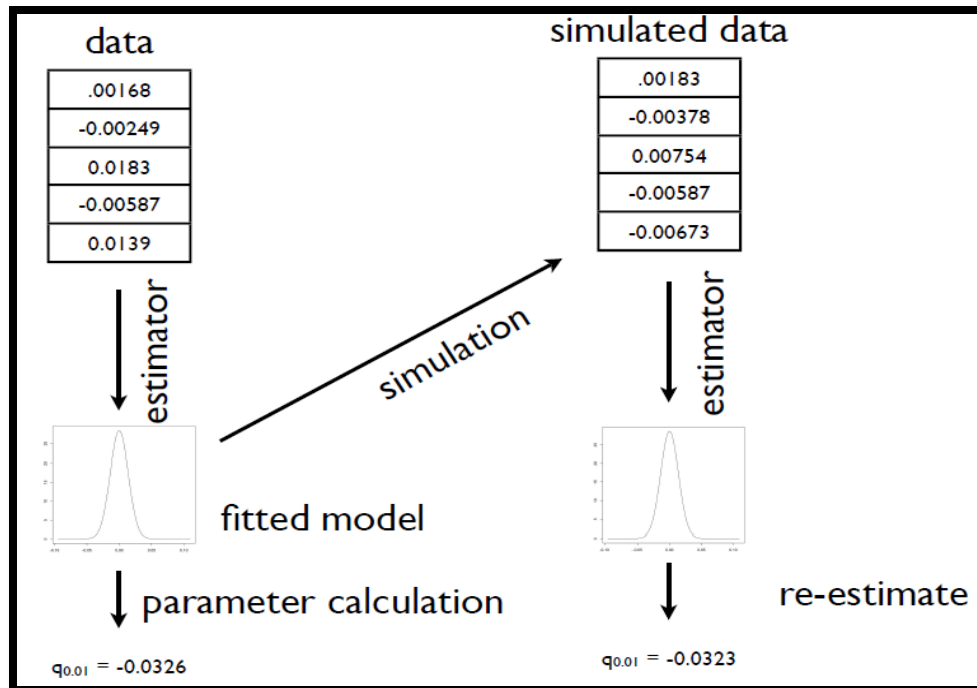 data
.00168
-0.00249
0.0183
-0.00587
0.0139
estimator
fitted model
parameter calculation
q0.01 = -0.0326
simulation
simulated data
.00183
-0.00378
0.00754
-0.00587
-0.00673
estimator
re-estimate
q0.01 = -0.0323